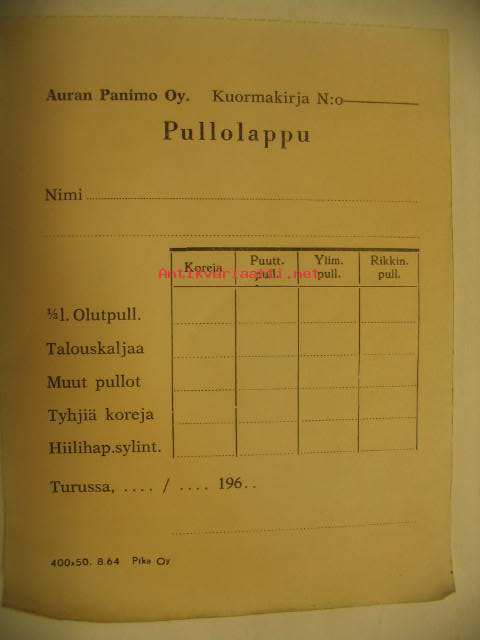 Auran Panimo Oy. Kuormakirja N:o
Pullolappu
Nimi
Koreja Puutt. pull. Ylim. pull. Rikkin. pull.
Antikvariaatti.net
⅓l. Olutpull.
Talouskaljaa
Muut pullot
Tyhjiä koreja
Hiilihap.sylint.
Turussa, .... / .... 196..
400x50. 8.64 Pika Oy